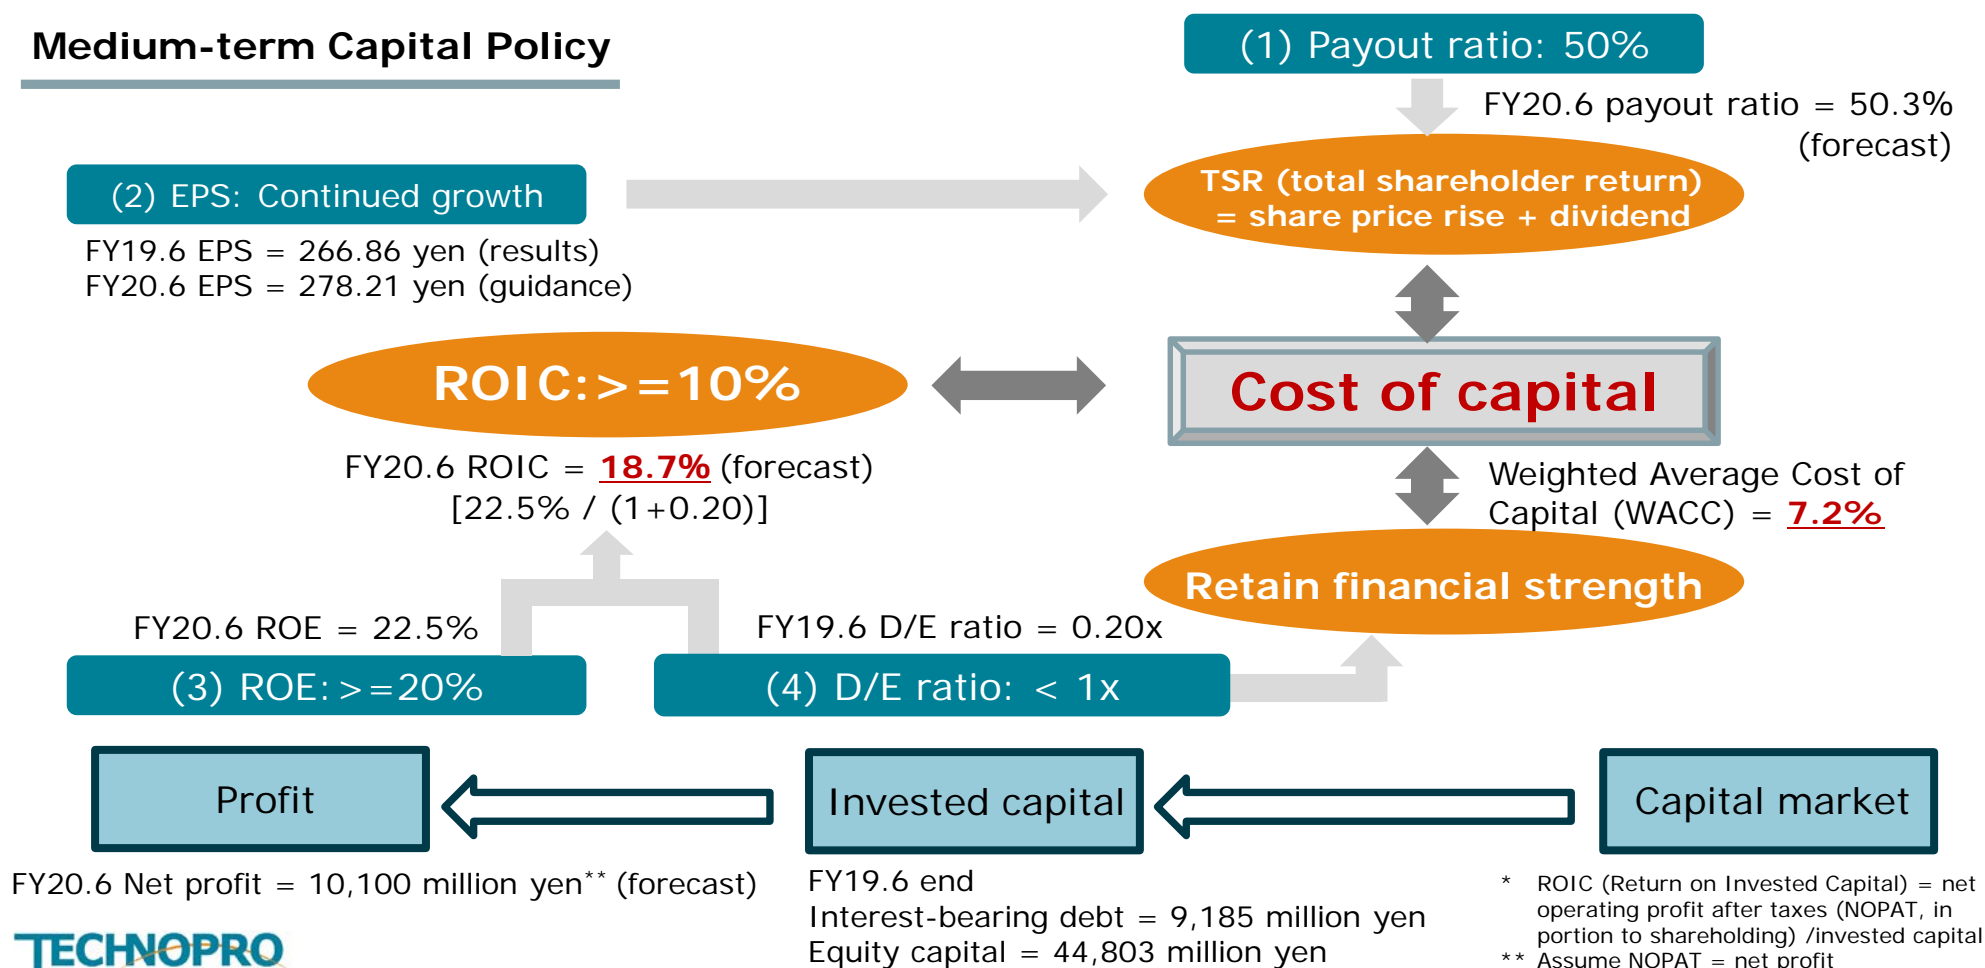 Medium-term Capital Policy
(1) Payout ratio: 50%
FY20.6 payout ratio = 50.3%
(forecast)
(2) EPS: Continued growth
TSR (total shareholder return)
= share price rise + dividend
FY19.6 EPS = 266.86 yen (results)
FY20.6 EPS = 278.21 yen (guidance)
ROIC:>=10%
Cost of capital
FY20.6 ROIC = 18.7% (forecast)
[22.5% / (1+0.20)]
Weighted Average Cost of
Capital (WACC) = 7.2%
Retain financial strength
FY20.6 ROE = 22.5%
FY19.6 D/E ratio = 0.20x
(3) ROE:>=20%
(4) D/E ratio: < 1x
Profit
Invested capital
Capital market
FY20.6 Net profit = 10,100 million yen** (forecast)
FY19.6 end
Interest-bearing debt = 9,185 million yen
Equity capital = 44,803 million yen
* ROIC (Return on Invested Capital) = net
operating profit after taxes (NOPAT, in
portion to shareholding) /invested capital
** Assume NOPAT = net profit
TECHNOPRO